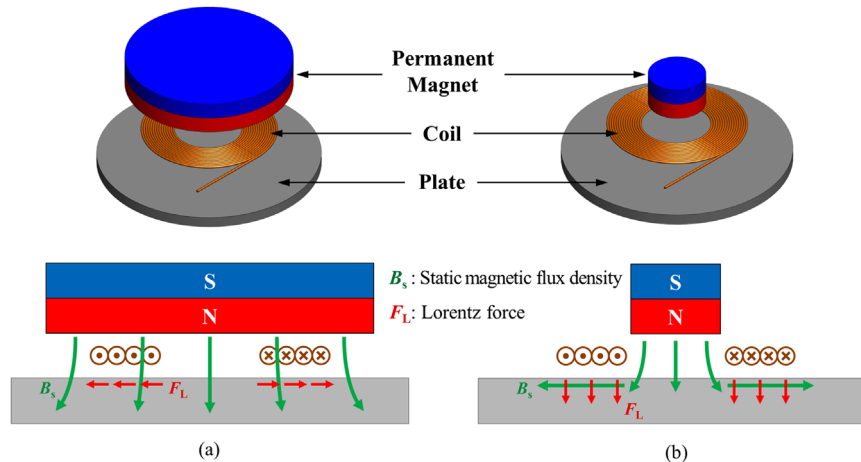 Permanent
Magnet
Coil
Plate
S
N
Bs: Static magnetic flux density
FL: Lorentz force
S
N
Bs
FL
Bs
FL
(a)
(b)